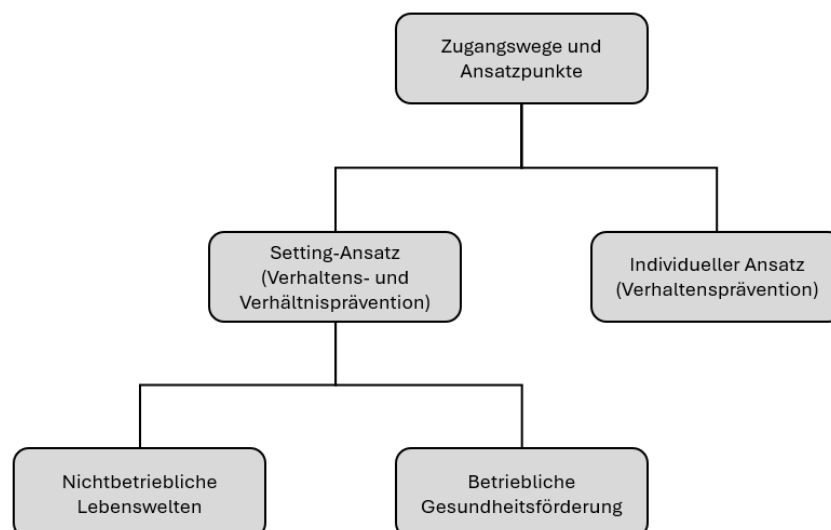 Zugangswege und
Ansatzpunkte
Setting-Ansatz
(Verhaltens- und
Verhältnisprävention)
Individueller Ansatz
(Verhaltensprävention)
Nichtbetriebliche
Lebenswelten
Betriebliche
Gesundheitsförderung